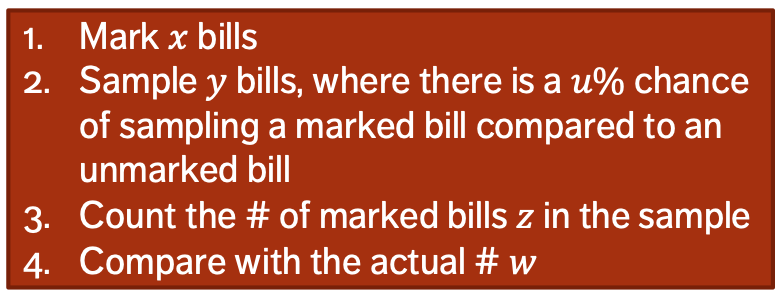 1. Mark x bills
2. Sample y bills, where there is a u% chance
of sampling a marked bill compared to an
unmarked bill
3. Count the # of marked bills z in the sample
4. Compare with the actual # w